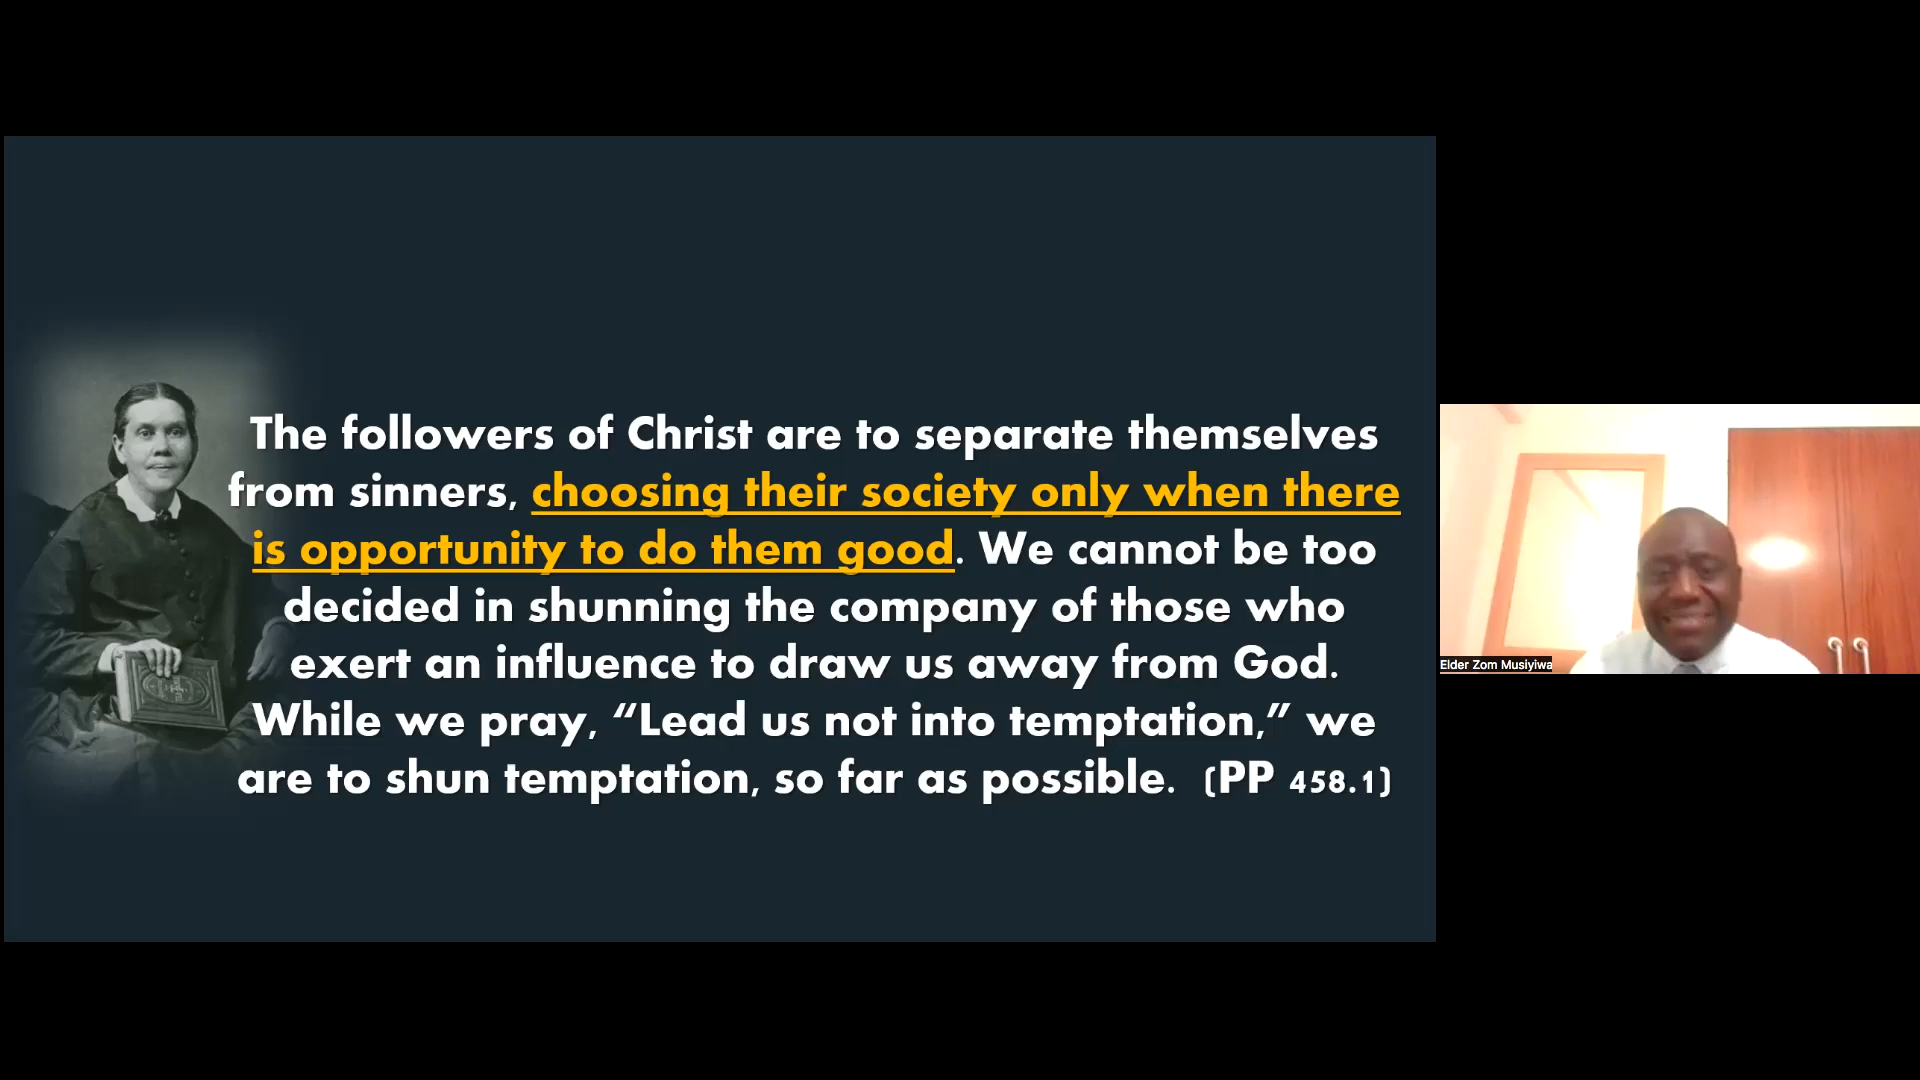 The followers of Christ are to separate themselves
from sinners, choosing their society only when there
is opportunity to do them good. We cannot be too
decided in shunning the company of those who
exert an influence to draw us away from God.
While we pray, “Lead us not into temptation,” we
are to shun temptation, so far as possible. (PP 458.1)
Elder Zom Musiyiwa